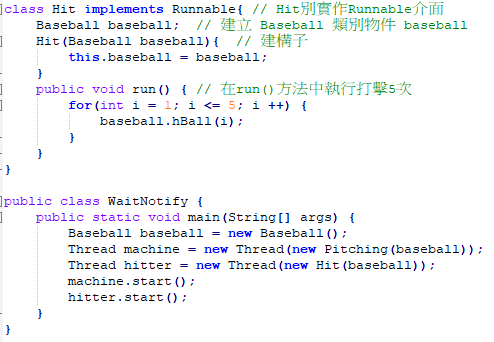 class Hit implements Runnable{ // Hit別實作Runnable介面
    Baseball baseball;  // 建立 Baseball 類別物件 baseball
    Hit(Baseball baseball){  // 建構子
        this.baseball = baseball;
    }
    public void run() { // 在run()方法中執行打擊5次
        for(int i = 1; i <= 5; i ++) {
            baseball.hBall(i);
        }
    }
}
public class WaitNotify {
    public static void main(String[] args) {
        Baseball baseball = new Baseball();
        Thread machine = new Thread(new Pitching(baseball));
        Thread hitter = new Thread(new Hit(baseball));
        machine.start();
        hitter.start();
    }
}